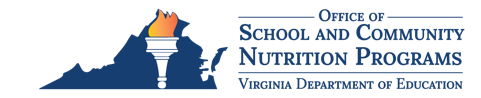 Office of
School and Community
Nutrition Programs
Virginia Department of Education